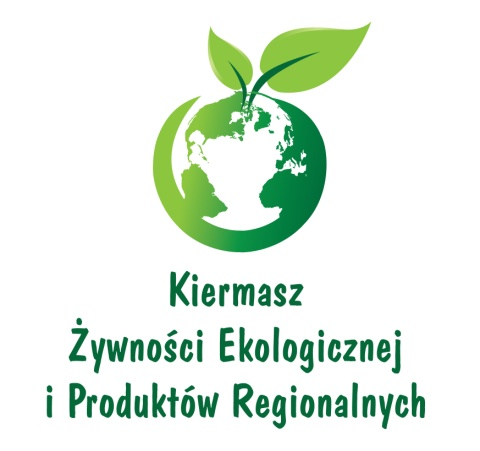 Kiermasz
Żywności Ekologicznej
i Produktów Regionalnych